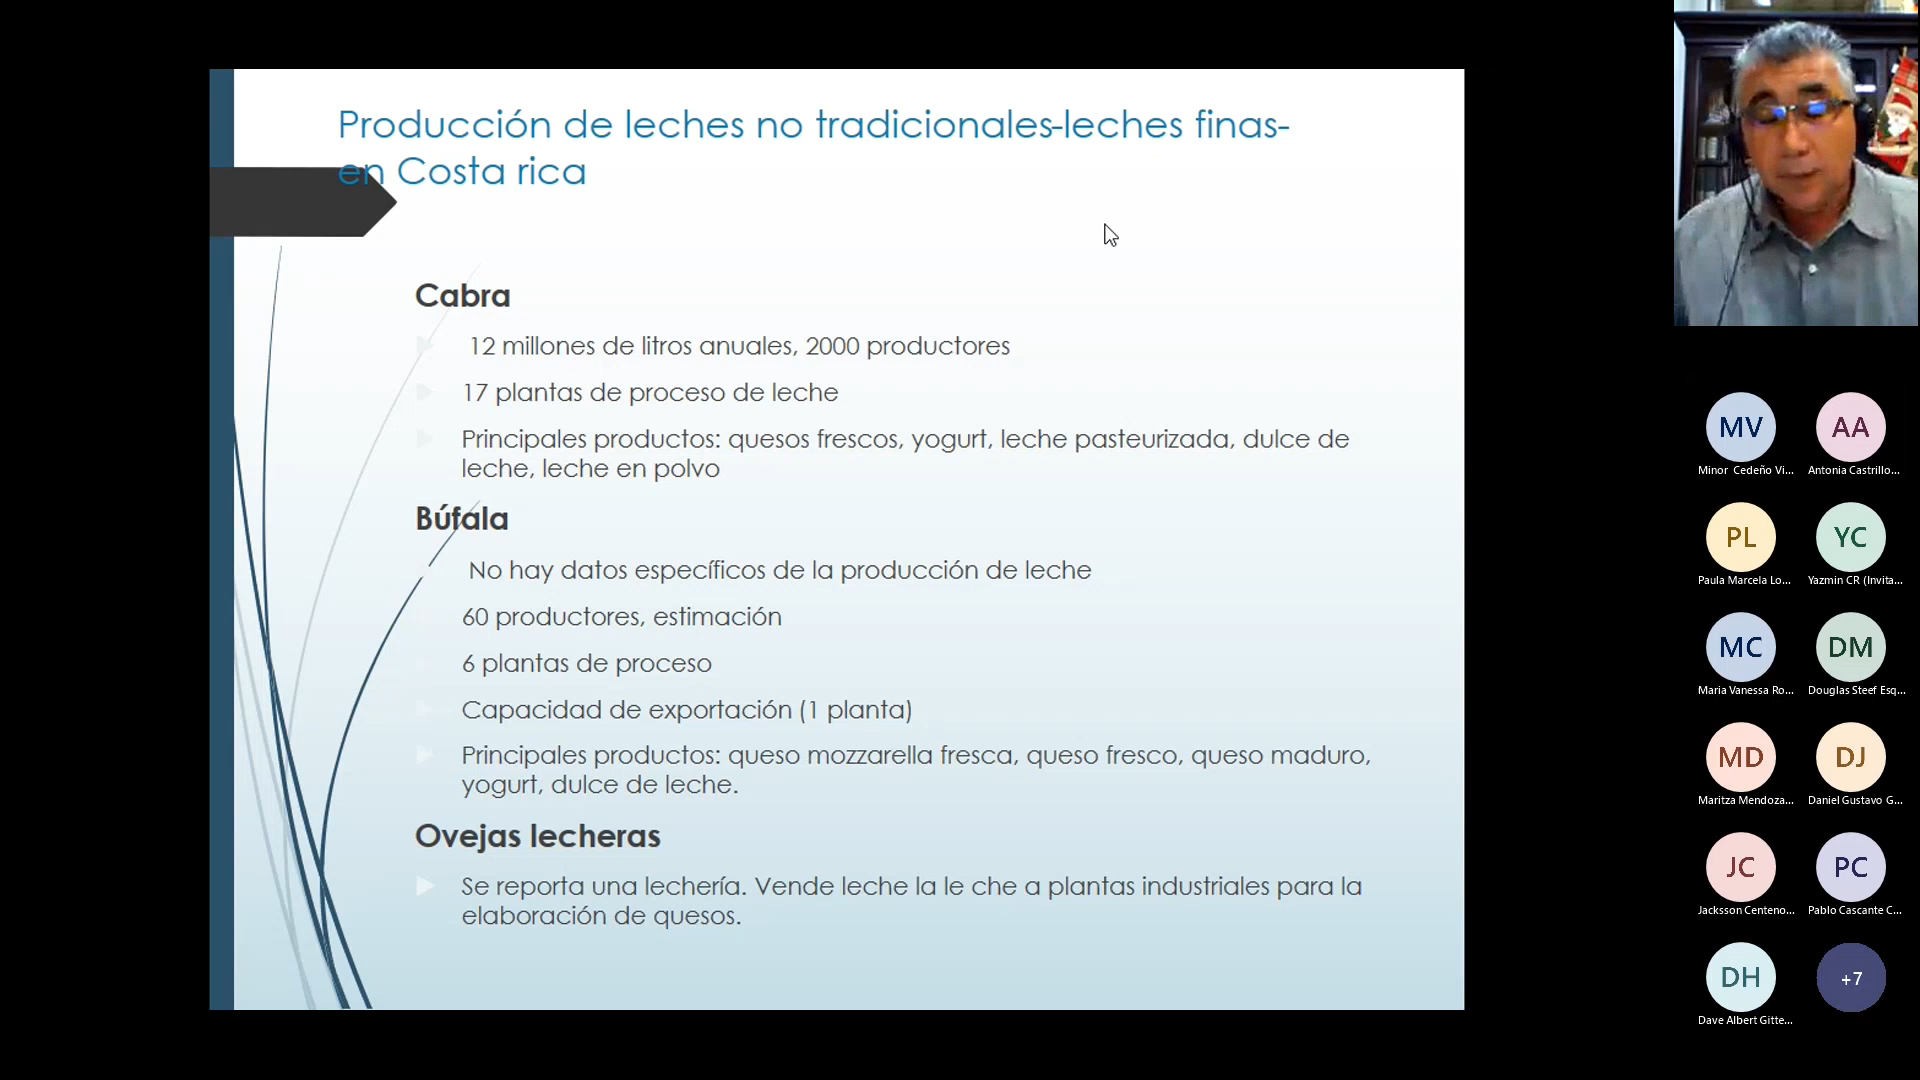 Producción de leches no tradicionales-leches finas-
en Costa rica
Cabra
12 millones de litros anuales, 2000 productores
17 plantas de proceso de leche
Principales productos: quesos frescos, yogurt, leche pasteurizada, dulce de
leche, leche en polvo
Búfala
No hay datos específicos de la producción de leche
60 productores, estimación
6 plantas de proceso
Capacidad de exportación (1 planta)
Principales productos: queso mozzarella fresca, queso fresco, queso maduro,
yogurt, dulce de leche.
Ovejas lecheras
Se reporta una lechería. Vende leche la le che a plantas industriales para la
elaboración de quesos.
MV AA
Minor Cedeño Vi... Antonia Castrillo...
PL YC
Paula Marcela Lo... Yazmin CR (Invita...
MC DM
Maria Vanessa Ro... Douglas Steef Esq...
MD DJ
Maritza Mendoza... Daniel Gustavo G...
JC PC
Jacksson Centeno... Pablo Cascante C...
DH +7
Dave Albert Gitte...